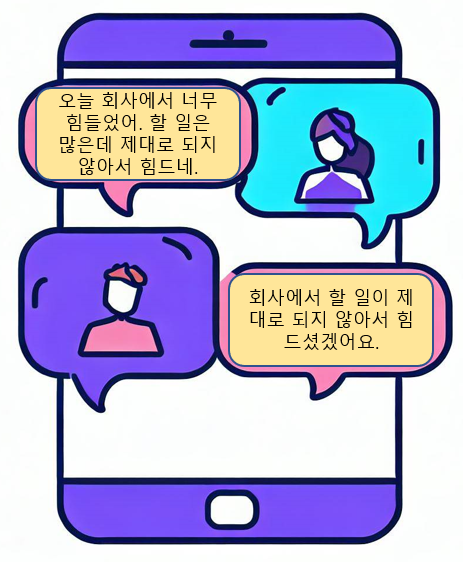 오늘 회사에서 너무
힘들었어. 할 일은
많은데 제대로 되지
않아서 힘드네.
회사에서 할 일이 제
대로 되지 않아서 힘
드셨겠어요.